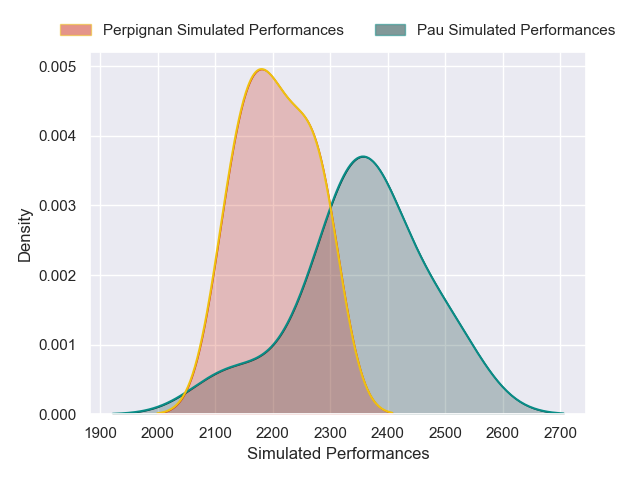 Perpignan Simulated Performances Pau Simulated Performances
0.005
0.004
0.003
0.002
0.001
0.000
Density
1900 2000 2100 2200 2300 2400 2500 2600 2700
Simulated Performances